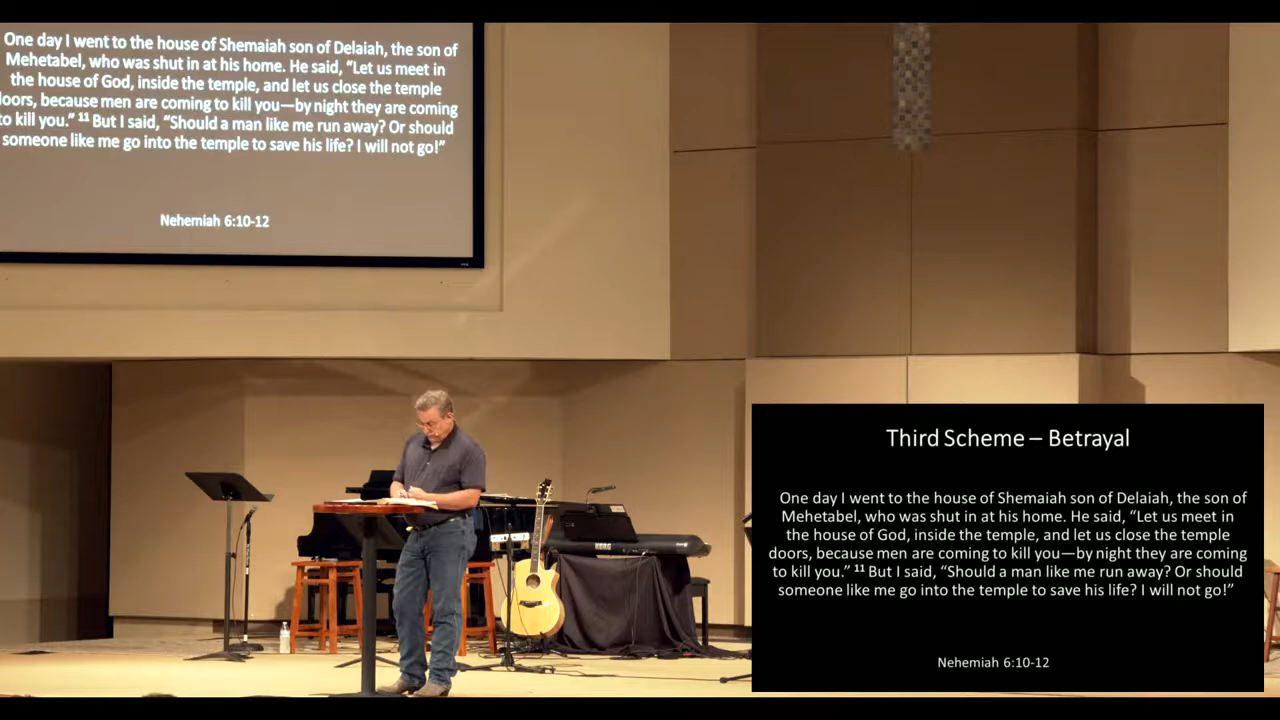 One day I went to the house of Shemaiah son of Delaiah, the son of
Mehetabel, who was shut in at his home. He said, “Let us meet in
the house of God, inside the temple, and let us close the temple
doors, because men are coming to kill you—by night they are coming
to kill you.” 11 But I said, “Should a man like me run away? Or should
someone like me go into the temple to save his life? I will not go!”
Nehemiah 6:10-12
KORG
Third Scheme – Betrayal
One day I went to the house of Shemaiah son of Delaiah, the son of
Mehetabel, who was shut in at his home. He said, “Let us meet in
the house of God, inside the temple, and let us close the temple
doors, because men are coming to kill you—by night they are coming
to kill you.” 11 But I said, “Should a man like me run away? Or should
someone like me go into the temple to save his life? I will not go!”
Nehemiah 6:10-12